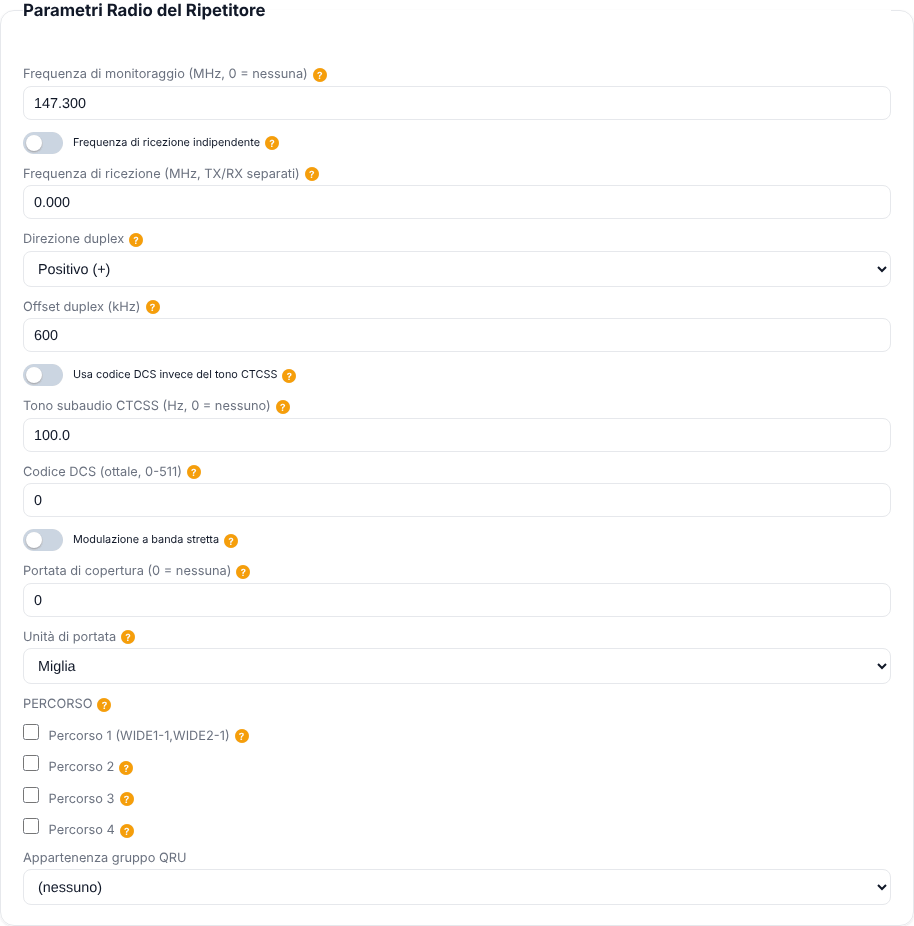 Parametri Radio del Ripetitore
Frequenza di monitoraggio (MHz, 0 = nessuna) ?
147.300
Frequenza di ricezione indipendente ?
Frequenza di ricezione (MHz, TX/RX separati) ?
0.000
Direzione duplex ?
Positivo (+)
Offset duplex (kHz) ?
600
Usa codice DCS invece del tono CTCSS ?
Tono subaudio CTCSS (Hz, 0 = nessuno) ?
100.0
Codice DCS (ottale, 0-511) ?
0
Modulazione a banda stretta ?
Portata di copertura (0 = nessuna) ?
0
Unità di portata ?
Miglia
PERCORSO ?
Percorso 1 (WIDE1-1,WIDE2-1) ?
Percorso 2 ?
Percorso 3 ?
Percorso 4 ?
Appartenenza gruppo QRU
(nessuno)